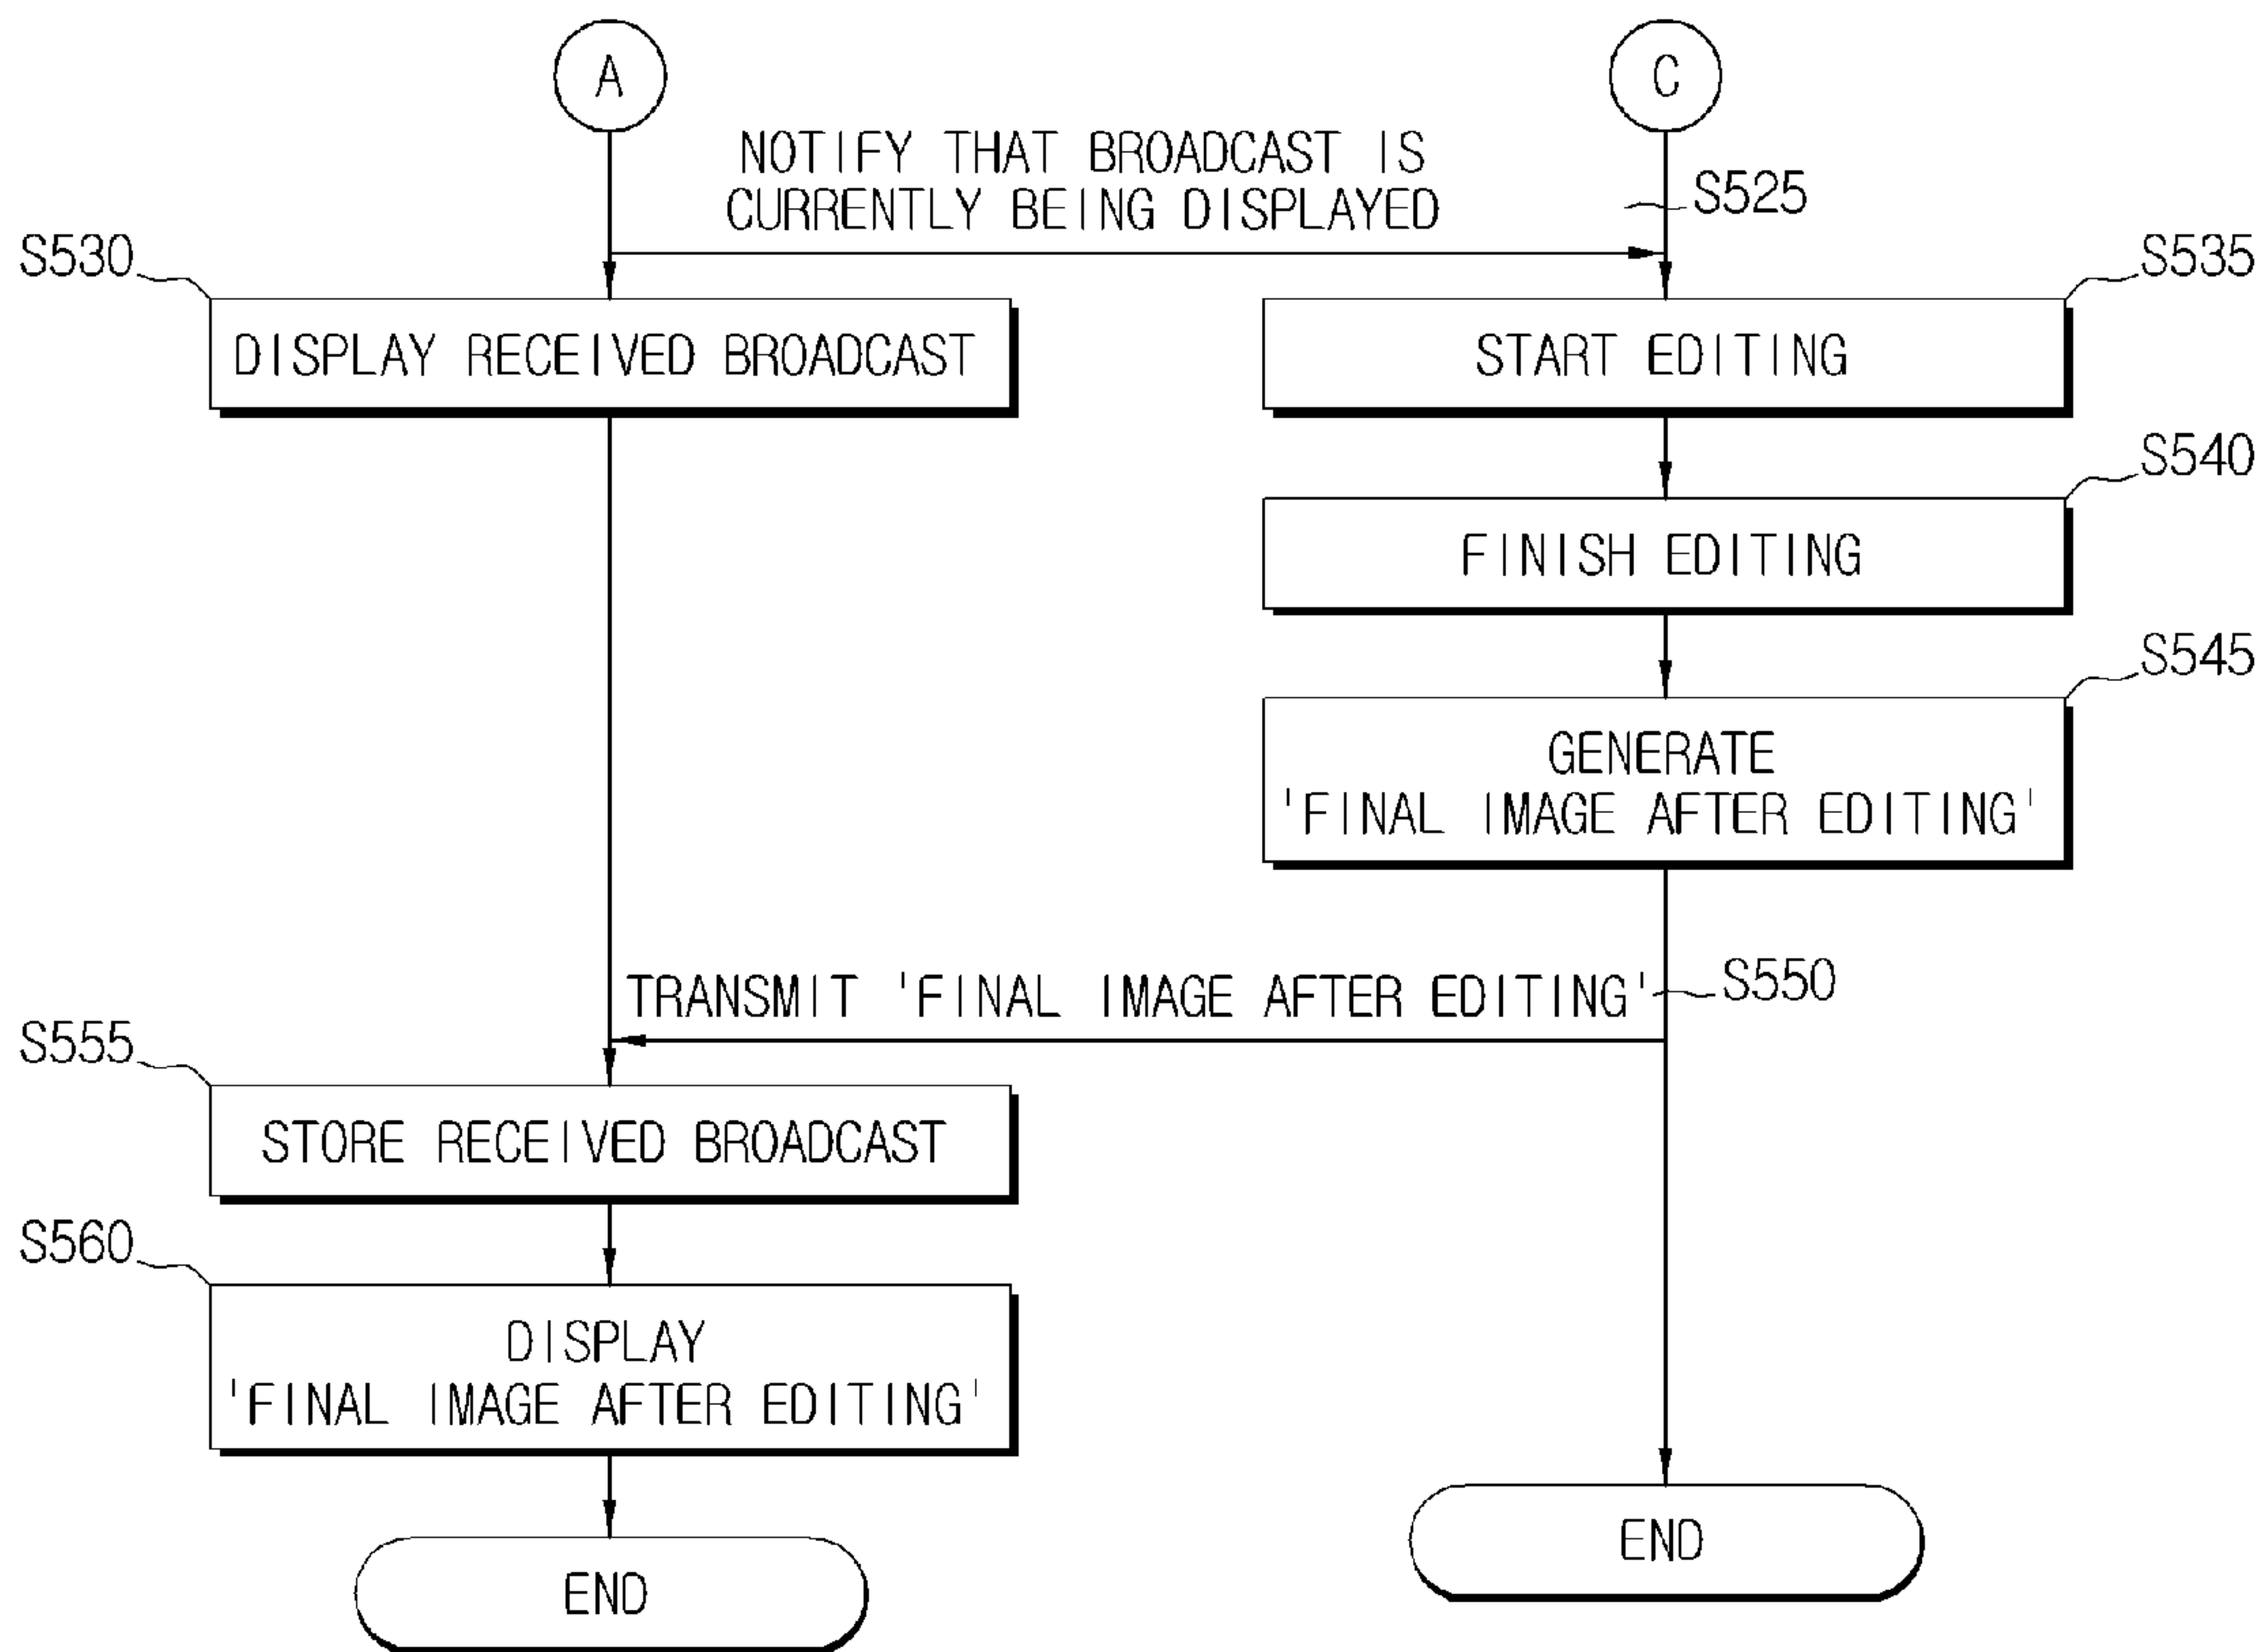 A
C
NOTIFY THAT BROADCAST IS
CURRENTLY BEING DISPLAYED
S525
S530
DISPLAY RECEIVED BROADCAST
S535
START EDITING
S540
FINISH EDITING
S545
GENERATE
'FINAL IMAGE AFTER EDITING'
TRANSMIT 'FINAL IMAGE AFTER EDITING'
S550
S555
STORE RECEIVED BROADCAST
S560
DISPLAY
'FINAL IMAGE AFTER EDITING'
END
END